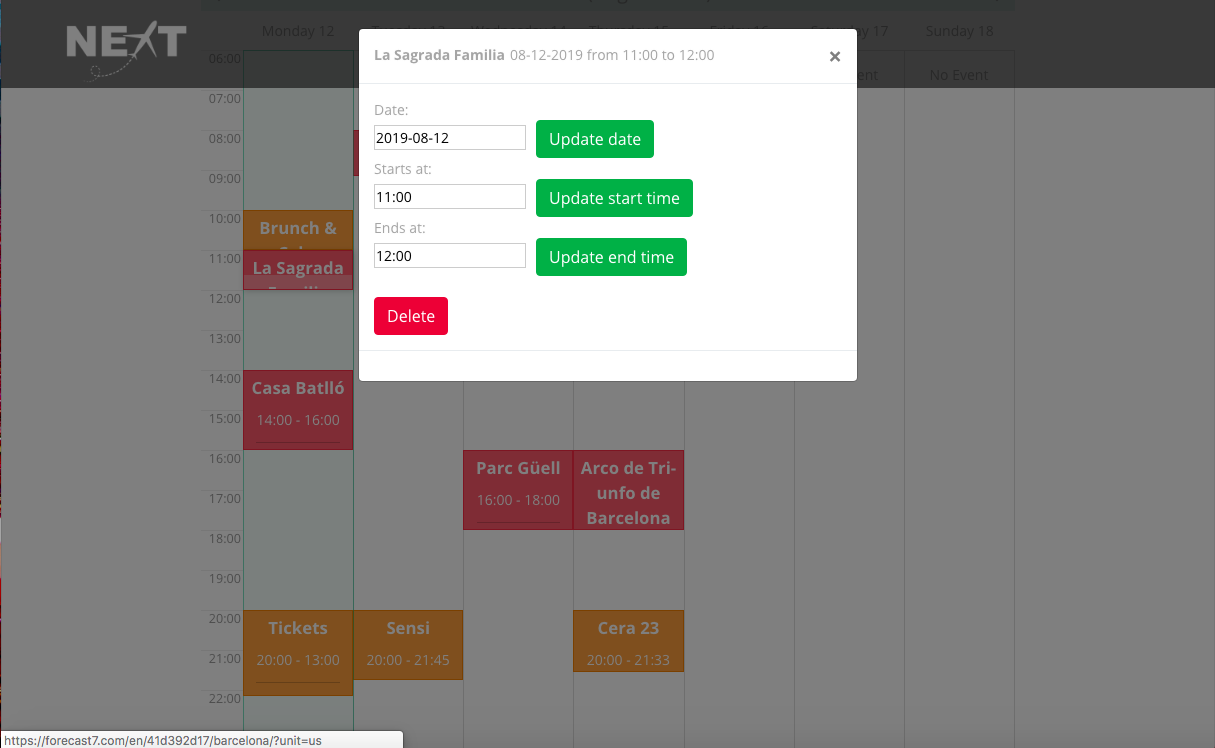 Monday 12
17
Sunday 18
NEXT
La Sagrada Familia 08-12-2019 from 11:00 to 12:00
×
No Event
06:00
07:00
08:00
09:00
10:00
11:00
12:00
13:00
14:00
15:00
16:00
17:00
18:00
19:00
20:00
21:00
22:00
Date:
2019-08-12
Update date
Starts at:
11:00
Update start time
Ends at:
12:00
Update end time
Delete
Brunch &
La Sagrada
Casa Batlló
14:00 - 16:00
Parc Güell
16:00 - 18:00
Arco de Tri-
unfo de
Barcelona
Tickets
20:00 - 13:00
Sensi
20:00 - 21:45
Cera 23
20:00 - 21:33
https://forecast7.com/en/41d392d17/barcelona/?unit=us